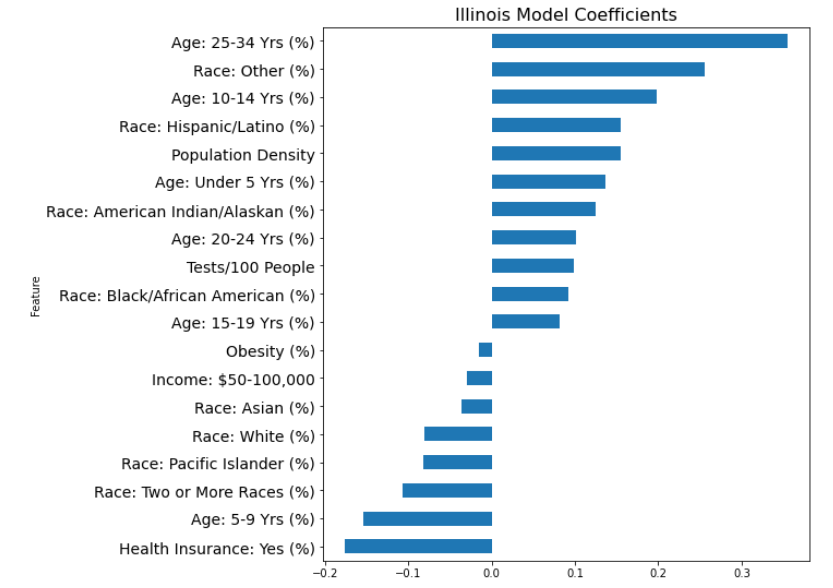 Illinois Model Coefficients
Age: 25-34 Yrs (%)
Race: Other (%)
Age: 10-14 Yrs (%)
Race: Hispanic/Latino (%)
Population Density
Age: Under 5 Yrs (%)
Race: American Indian/Alaskan (%)
Age: 20-24 Yrs (%)
Tests/100 People
Race: Black/African American (%)
Age: 15-19 Yrs (%)
Obesity (%)
Income: $50-100,000
Race: Asian (%)
Race: White (%)
Race: Pacific Islander (%)
Race: Two or More Races (%)
Age: 5-9 Yrs (%)
Health Insurance: Yes (%)
Feature
−0.2 −0.1 0.0 0.1 0.2 0.3